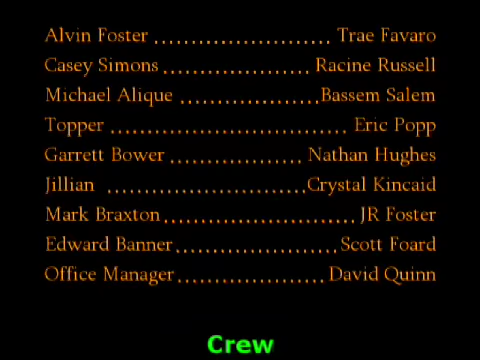 Alvin Foster ........................... Trae Favaro
Casey Simons ...................... Racine Russell
Michael Alique ..................... Bassem Salem
Topper .................................... Eric Popp
Garrett Bower .................... Nathan Hughes
Jillian .............................. Crystal Kincaid
Mark Braxton ............................. JR Foster
Edward Banner ......................... Scott Foard
Office Manager ...................... David Quinn
Crew